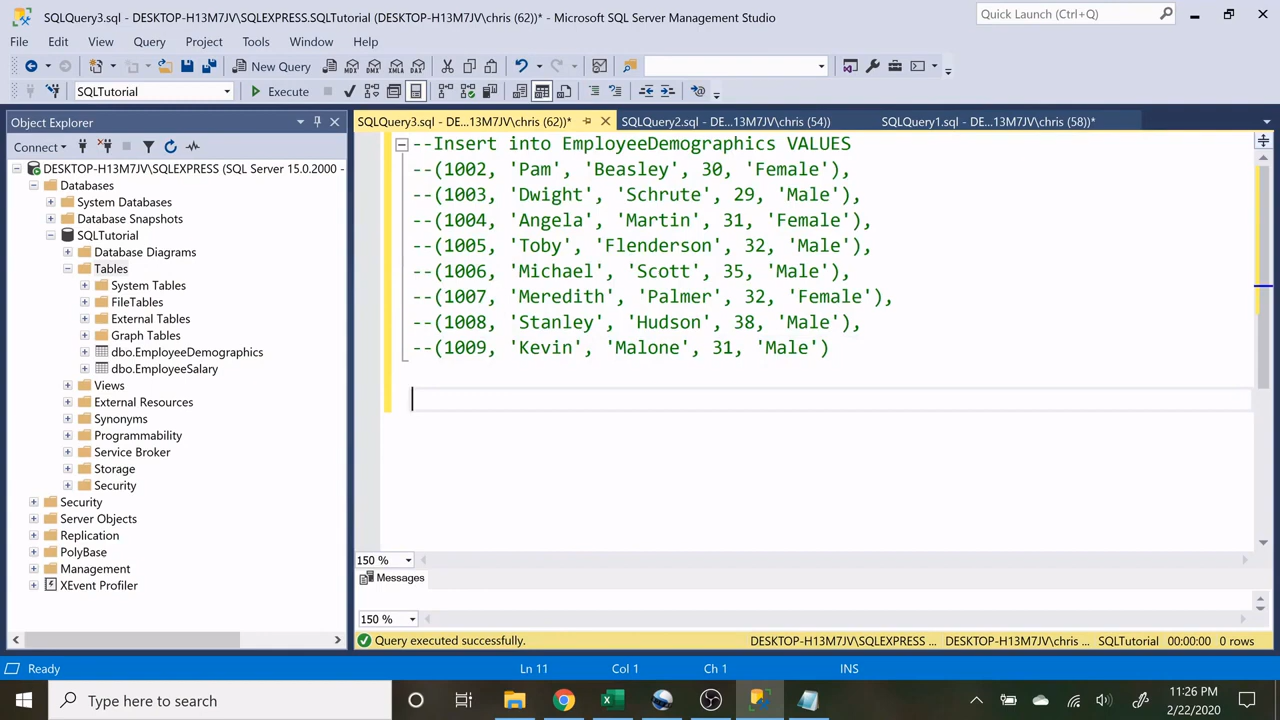 SQLQuery3.sql - DESKTOP-H13M7JV\SQLEXPRESS.SQLTutorial (DESKTOP-H13M7JV\chris (62))* - Microsoft SQL Server Management Studio
Quick Launch (Ctrl+Q)
File Edit View Query Project Tools Window Help
New Query MDX DMX XMLA DAX
SQLTutorial Execute
Object Explorer
SQLQuery3.sql - DE...13M7JV\chris (62))* SQLQuery2.sql - DE...13M7JV\chris (54)) SQLQuery1.sql - DE...13M7JV\chris (58))*
Connect
DESKTOP-H13M7JV\SQLEXPRESS (SQL Server 15.0.2000 -
Databases
System Databases
Database Snapshots
SQLTutorial
Database Diagrams
Tables
System Tables
FileTables
External Tables
Graph Tables
dbo.EmployeeDemographics
dbo.EmployeeSalary
Views
External Resources
Synonyms
Programmability
Service Broker
Storage
Security
Security
Server Objects
Replication
PolyBase
Management
XEvent Profiler
--Insert into EmployeeDemographics VALUES
--(1002, 'Pam', 'Beasley', 30, 'Female'),
--(1003, 'Dwight', 'Schrute', 29, 'Male'),
--(1004, 'Angela', 'Martin', 31, 'Female'),
--(1005, 'Toby', 'Flenderson', 32, 'Male'),
--(1006, 'Michael', 'Scott', 35, 'Male'),
--(1007, 'Meredith', 'Palmer', 32, 'Female'),
--(1008, 'Stanley', 'Hudson', 38, 'Male'),
--(1009, 'Kevin', 'Malone', 31, 'Male')
150 %
Messages
150 %
Query executed successfully. DESKTOP-H13M7JV\SQLEXPRESS ... DESKTOP-H13M7JV\chris ... SQLTutorial 00:00:00 0 rows
Ready Ln 11 Col 1 Ch 1 INS
Type here to search
11:26 PM
2/22/2020